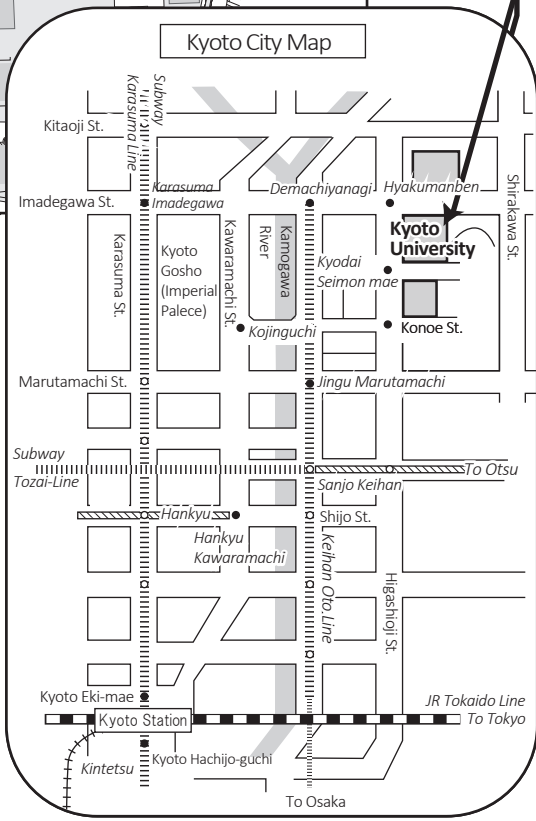 Kyoto City Map
Subway
Karasuma Line
Kitaoji St.
Imadegawa St.
Karasuma
Imadegawa
Demachiyanagi
Hyakumanben
Shirakawa St.
Kyoto
University
Karasuma St.
Kyoto
Gosho
(Imperial
Palece)
Kawaramachi St.
Kamogawa
River
Kyodai
Seimon mae
Kojinguchi
Konoe St.
Marutamachi St.
Jingu Marutamachi
Subway
Tozai-Line
To Otsu
Sanjo Keihan
Hankyu
Shijo St.
Hankyu
Kawaramachi
Keihan Oto.Line
Higashioji St.
Kyoto Eki-mae
JR Tokaido Line
To Tokyo
Kyoto Station
Kyoto Hachijo-guchi
Kintetsu
To Osaka